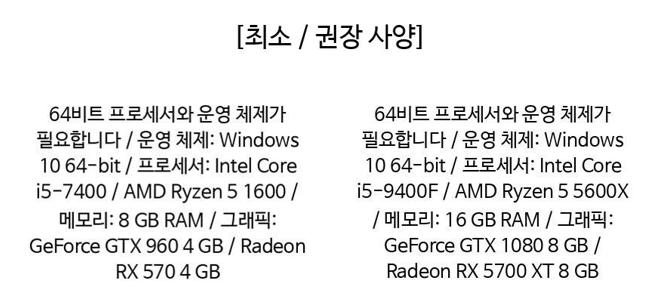 [최소 / 권장 사양]
64비트 프로세서와 운영 체제가
필요합니다 / 운영 체제: Windows
10 64-bit / 프로세서: Intel Core
i5-7400 / AMD Ryzen 5 1600 /
메모리: 8 GB RAM / 그래픽:
GeForce GTX 960 4 GB / Radeon
RX 570 4 GB
64비트 프로세서와 운영 체제가
필요합니다 / 운영 체제: Windows
10 64-bit / 프로세서: Intel Core
i5-9400F / AMD Ryzen 5 5600X
/ 메모리: 16 GB RAM / 그래픽:
GeForce GTX 1080 8 GB /
Radeon RX 5700 XT 8 GB